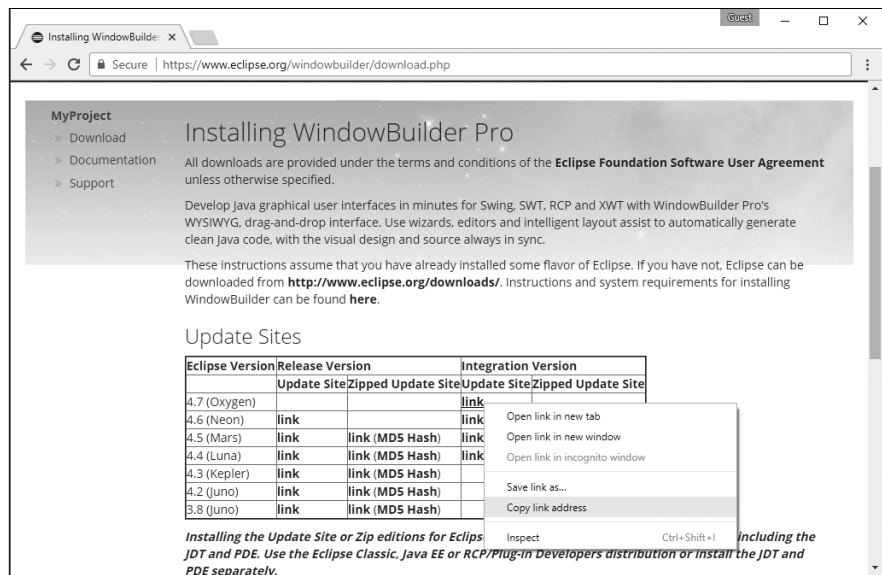 Guest
Installing WindowBuilder
Secure | https://www.eclipse.org/windowbuilder/download.php
MyProject
» Download
» Documentation
» Support
Installing WindowBuilder Pro
All downloads are provided under the terms and conditions of the Eclipse Foundation Software User Agreement
unless otherwise specified.
Develop Java graphical user interfaces in minutes for Swing, SWT, RCP and XWT with WindowBuilder Pro's
WYSIWYG, drag-and-drop interface. Use wizards, editors and intelligent layout assist to automatically generate
clean Java code, with the visual design and source always in sync.
These instructions assume that you have already installed some flavor of Eclipse. If you have not, Eclipse can be
downloaded from http://www.eclipse.org/downloads/. Instructions and system requirements for installing
WindowBuilder can be found here.
Update Sites
Eclipse Version Release Version Integration Version
Update Site Zipped Update Site Update Site Zipped Update Site
4.7 (Oxygen) link
4.6 (Neon) link link
4.5 (Mars) link link (MD5 Hash) link
4.4 (Luna) link link (MD5 Hash) link
4.3 (Kepler) link link (MD5 Hash)
4.2 (Juno) link link (MD5 Hash)
3.8 (Juno) link link (MD5 Hash)
Open link in new tab
Open link in new window
Open link in incognito window
Save link as...
Copy link address
Inspect Ctrl+Shift+I
Installing the Update Site or Zip editions for Eclips including the
JDT and PDE. Use the Eclipse Classic, Java EE or RCP/Plug-in Developers distribution or install the JDT and
PDE separately.